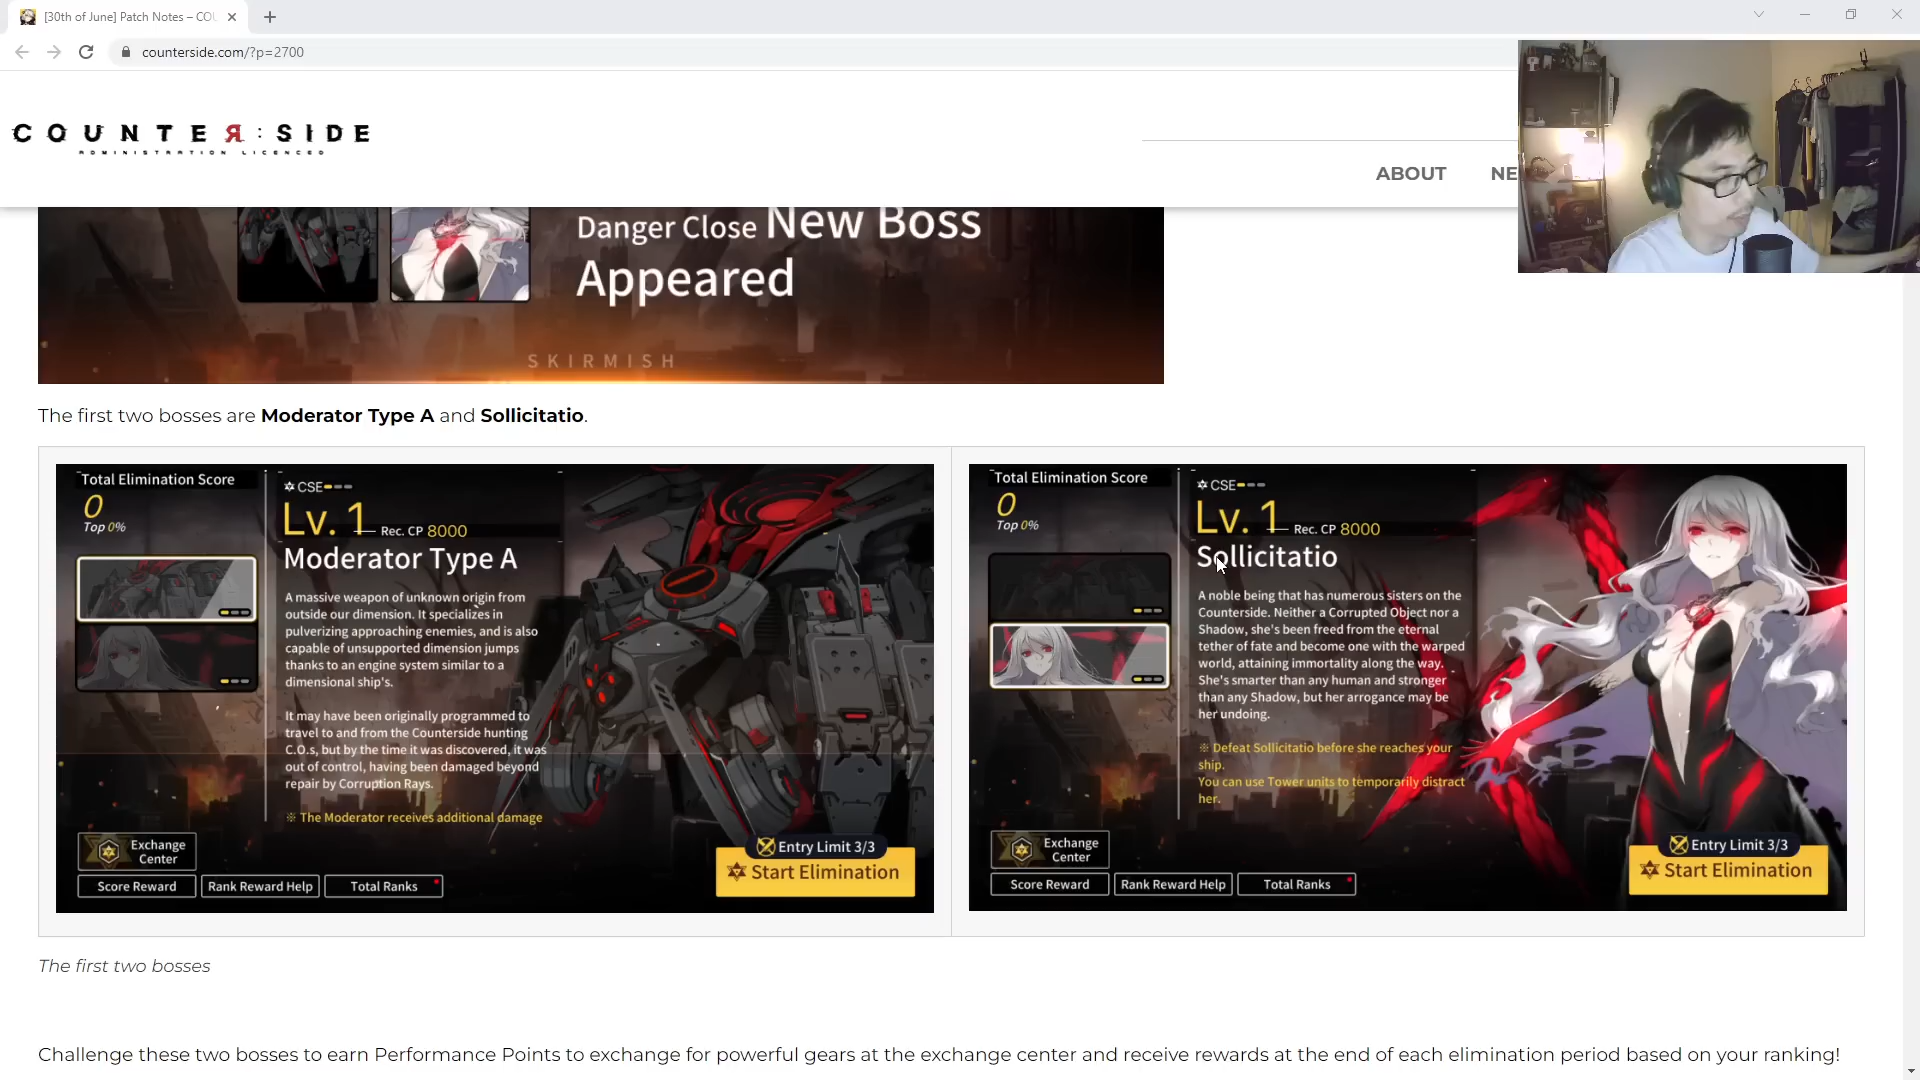 [30th of June] Patch Notes – COU
counterside.com/?p=2700
COUNTER:SIDE
ADMINISTRATION LICENCED
ABOUT
NE
Danger Close New Boss
Appeared
SKIRMISH
The first two bosses are Moderator Type A and Sollicitatio.
Total Elimination Score
0
Top 0%
CSE
Lv. 1
Rec. CP 8000
Moderator Type A
A massive weapon of unknown origin from
outside our dimension. It specializes in
pulverizing approaching enemies, and is also
capable of unsupported dimension jumps
thanks to an engine system similar to a
dimensional ship's.
It may have been originally programmed to
travel to and from the Counterside hunting
C.O.s, but by the time it was discovered, it was
out of control, having been damaged beyond
repair by Corruption Rays.
※ The Moderator receives additional damage
Exchange
Center
Score Reward
Rank Reward Help
Total Ranks
Entry Limit 3/3
Start Elimination
Total Elimination Score
0
Top 0%
CSE
Lv. 1
Rec. CP 8000
Sollicitatio
A noble being that has numerous sisters on the
Counterside. Neither a Corrupted Object nor a
Shadow, she's been freed from the eternal
tether of fate and become one with the warped
world, attaining immortality along the way.
She's smarter than any human and stronger
than any Shadow, but her arrogance may be
her undoing.
※ Defeat Sollicitatio before she reaches your
ship.
You can use Tower units to temporarily distract
her.
Exchange
Center
Score Reward
Rank Reward Help
Total Ranks
Entry Limit 3/3
Start Elimination
The first two bosses
Challenge these two bosses to earn Performance Points to exchange for powerful gears at the exchange center and receive rewards at the end of each elimination period based on your ranking!